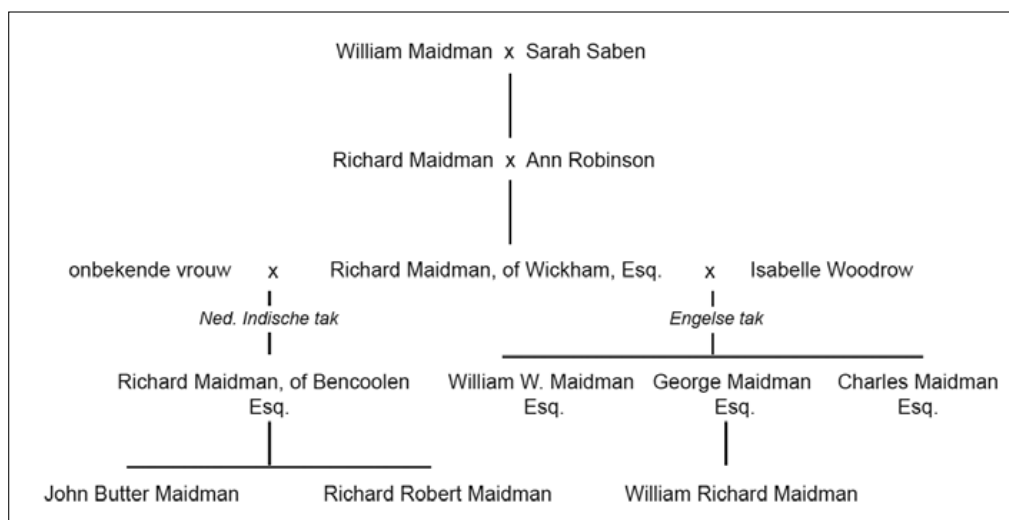 William Maidman x Sarah Saben
Richard Maidman x Ann Robinson
onbekende vrouw x Richard Maidman, of Wickham, Esq. x Isabelle Woodrow
Ned. Indische tak Engelse tak
Richard Maidman, of Bencoolen William W. Maidman George Maidman Charles Maidman
Esq. Esq. Esq. Esq.
John Butter Maidman Richard Robert Maidman William Richard Maidman